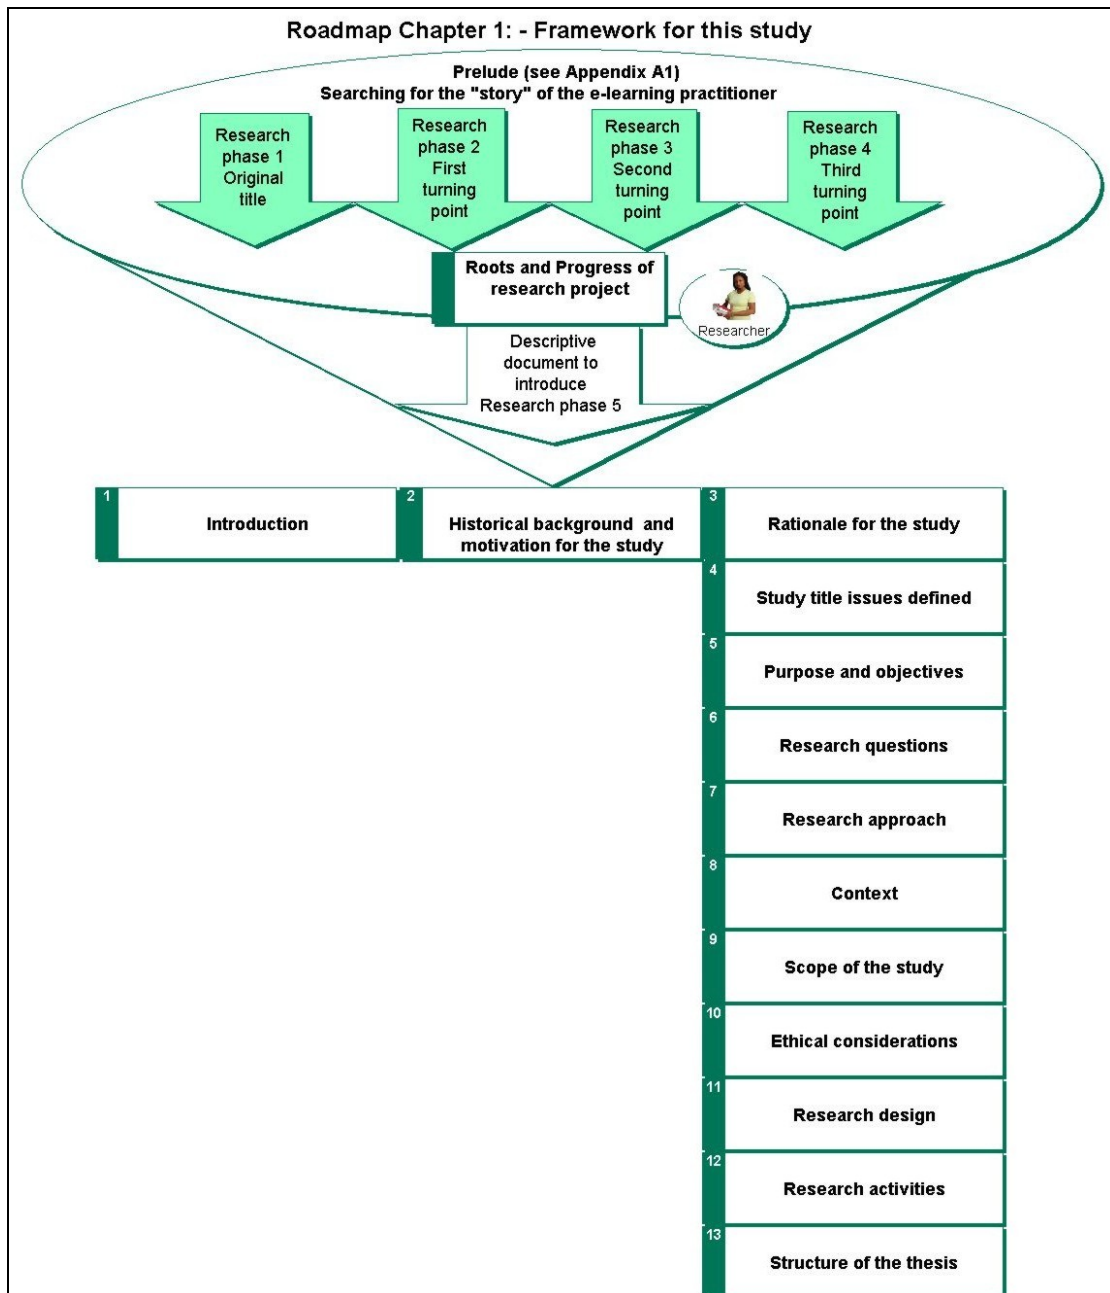 Roadmap Chapter 1: - Framework for this study
Prelude (see Appendix A1)
Searching for the "story" of the e-learning practitioner
Research
phase 1
Original
title
Research
phase 2
First
turning
point
Research
phase 3
Second
turning
point
Research
phase 4
Third
turning
point
Roots and Progress of
research project
Researcher
Descriptive
document to
introduce
Research phase 5
1
Introduction
2
Historical background and
motivation for the study
3
Rationale for the study
4
Study title issues defined
5
Purpose and objectives
6
Research questions
7
Research approach
8
Context
9
Scope of the study
10
Ethical considerations
11
Research design
12
Research activities
13
Structure of the thesis